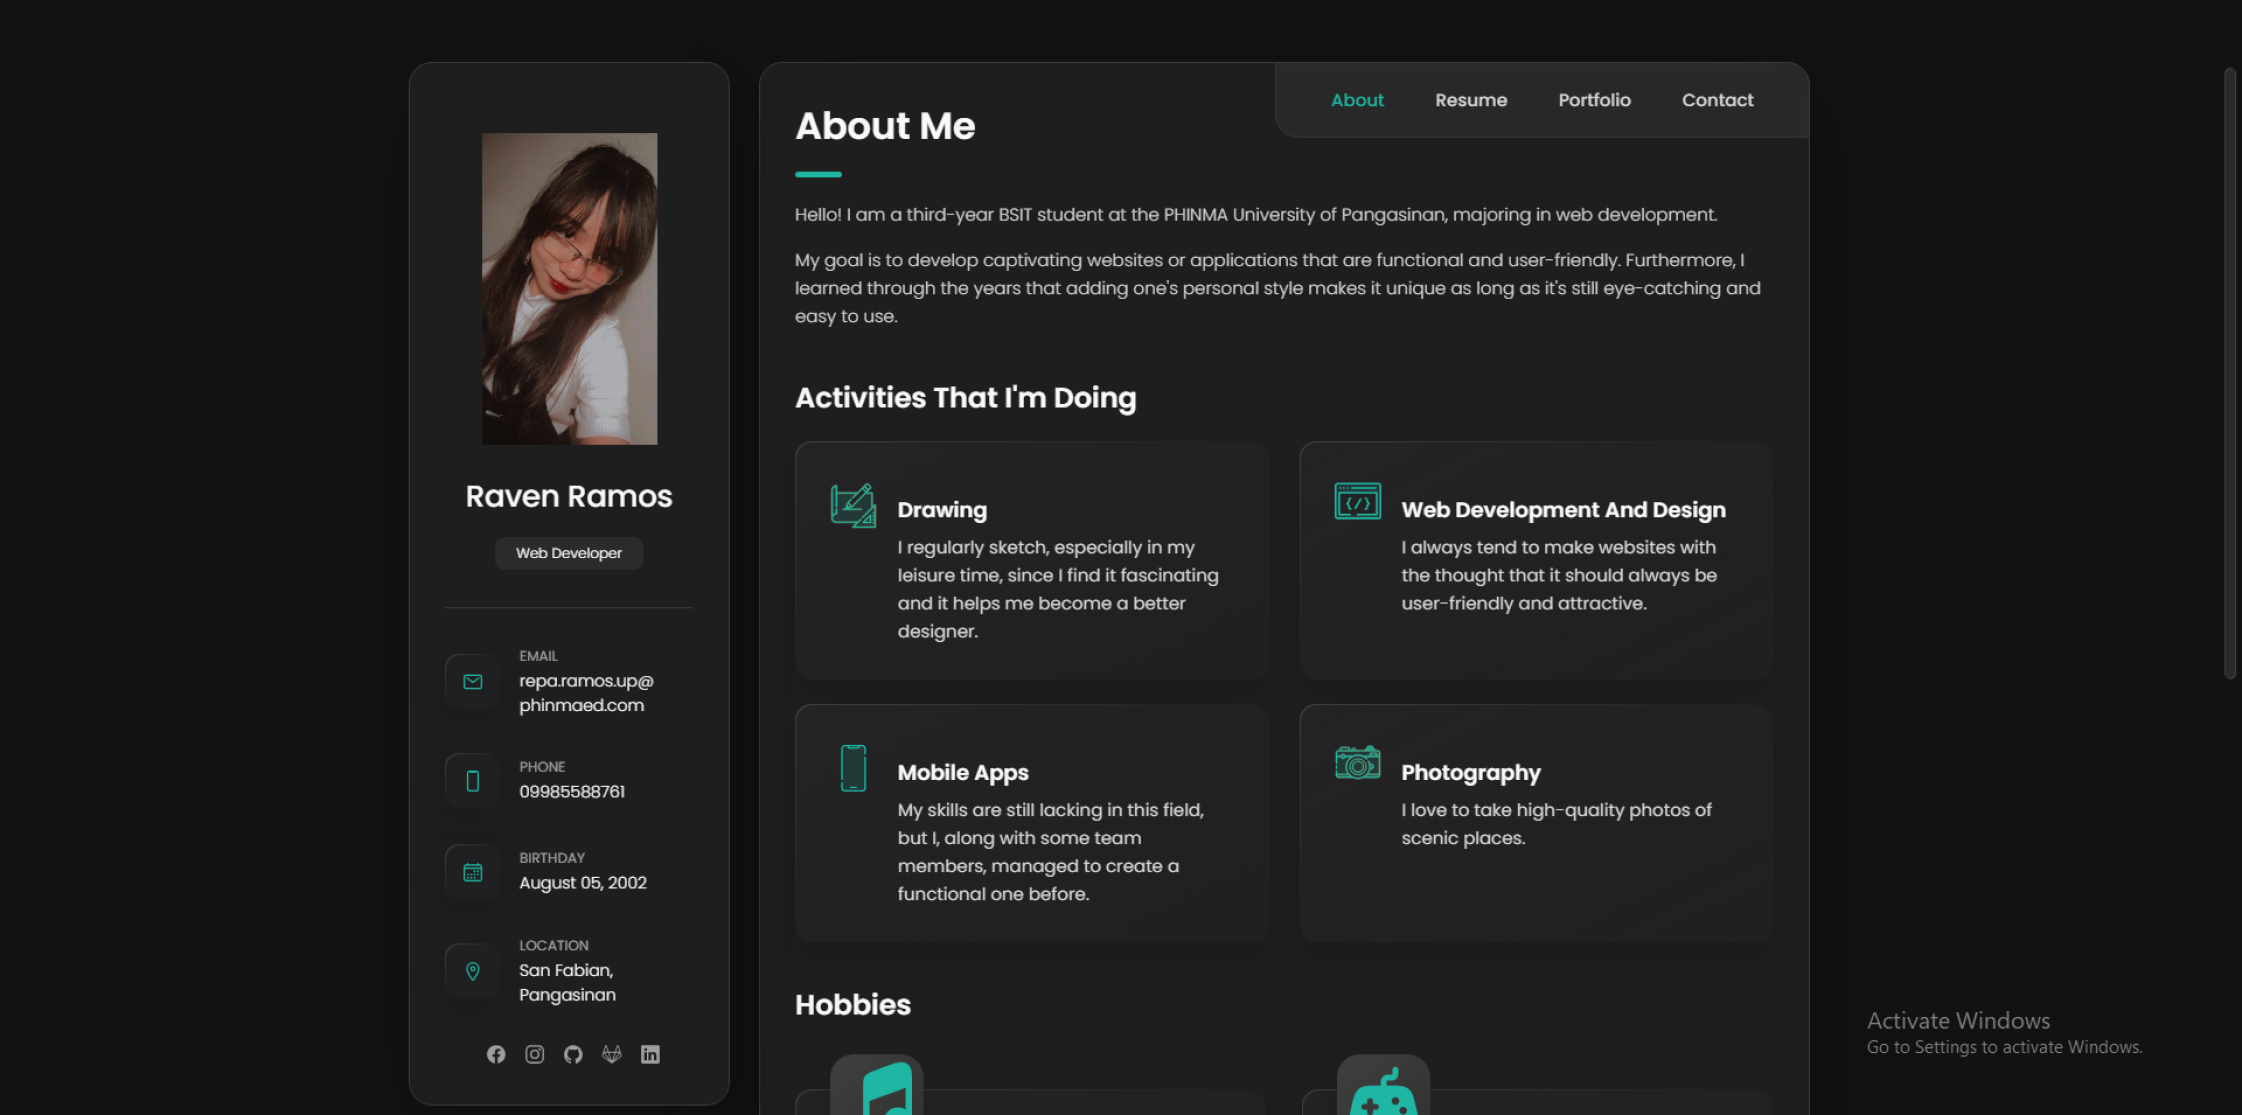 Raven Ramos
Web Developer
EMAIL
repa.ramos.up@
phinmaed.com
PHONE
09985588761
BIRTHDAY
August 05, 2002
LOCATION
San Fabian,
Pangasinan
About
Resume
Portfolio
Contact
About Me
Hello! I am a third-year BSIT student at the PHINMA University of Pangasinan, majoring in web development.
My goal is to develop captivating websites or applications that are functional and user-friendly. Furthermore, I
learned through the years that adding one's personal style makes it unique as long as it's still eye-catching and
easy to use.
Activities That I'm Doing
Drawing
I regularly sketch, especially in my
leisure time, since I find it fascinating
and it helps me become a better
designer.
Web Development And Design
I always tend to make websites with
the thought that it should always be
user-friendly and attractive.
Mobile Apps
My skills are still lacking in this field,
but I, along with some team
members, managed to create a
functional one before.
Photography
I love to take high-quality photos of
scenic places.
Hobbies
Activate Windows
Go to Settings to activate Windows.